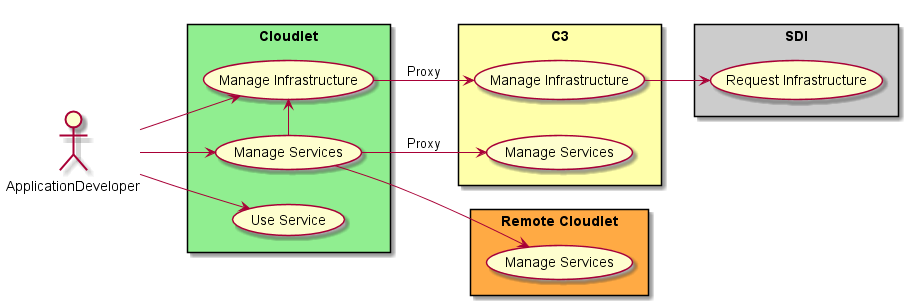 Cloudlet
C3
SDI
Manage Infrastructure
Proxy
Manage Infrastructure
Request Infrastructure
ApplicationDeveloper
Manage Services
Proxy
Manage Services
Use Service
Remote Cloudlet
Manage Services